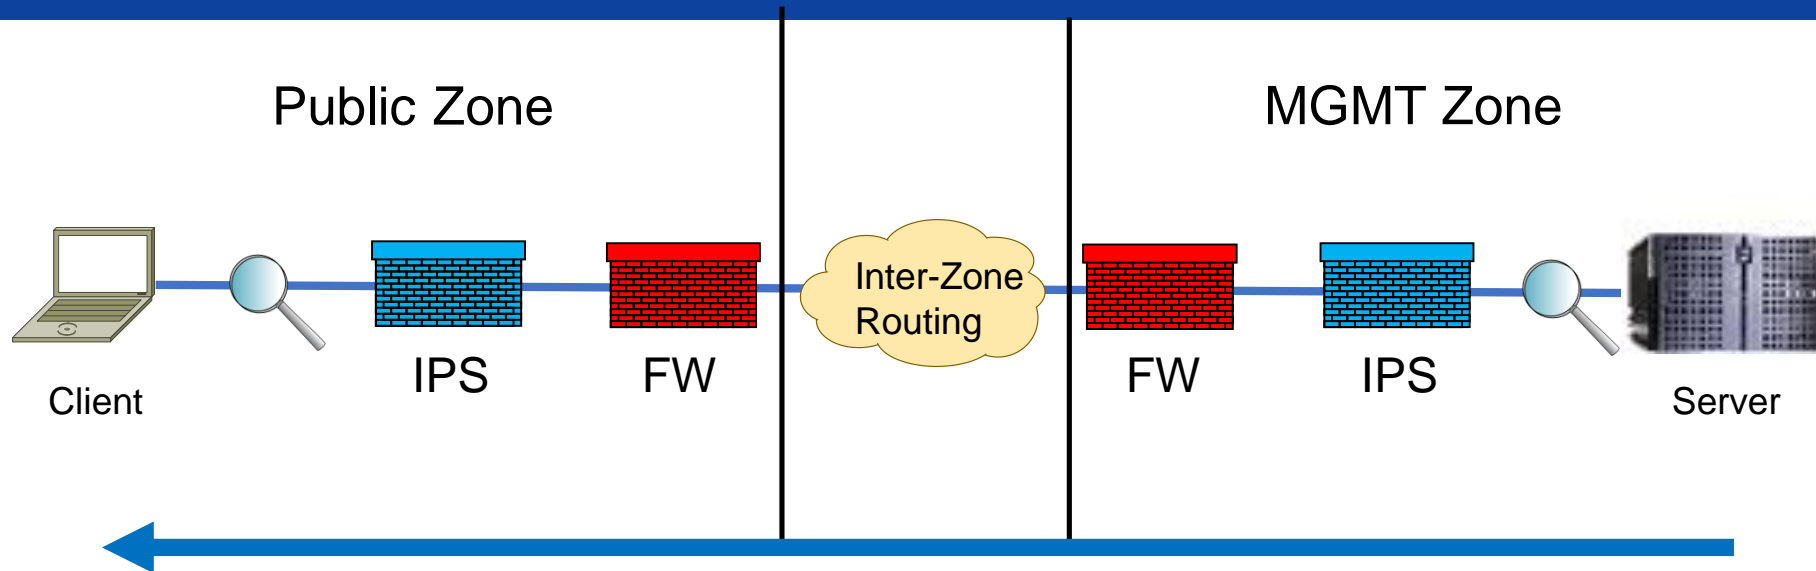 Public Zone
MGMT Zone
Inter-Zone
Routing
IPS
FW
FW
IPS
Client
Server